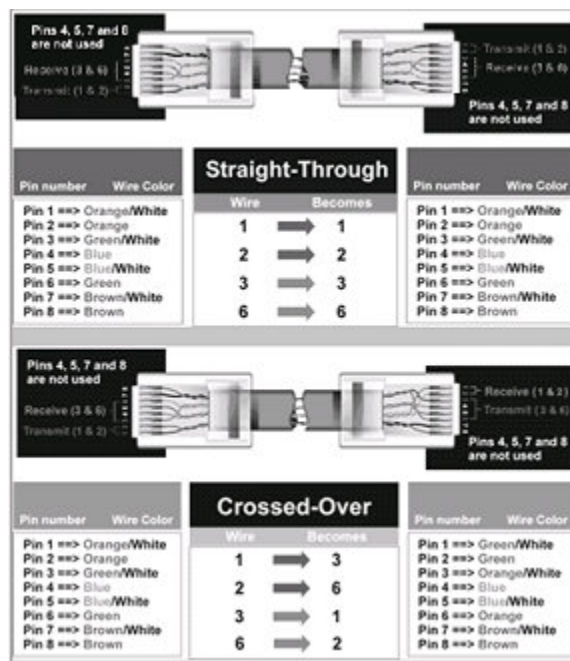 Pins 4, 5, 7 and 8
are not used
Receive (3 & 6)
Transmit (1 & 2)
Transmit (1 & 2)
Receive (3 & 6)
Pins 4, 5, 7 and 8
are not used
Pin number Wire Color
Pin 1 ==> Orange/White
Pin 2 ==> Orange
Pin 3 ==> Green/White
Pin 4 ==> Blue
Pin 5 ==> Blue/White
Pin 6 ==> Green
Pin 7 ==> Brown/White
Pin 8 ==> Brown
Straight-Through
Wire Becomes
1 1
2 2
3 3
6 6
Pin number Wire Color
Pin 1 ==> Orange/White
Pin 2 ==> Orange
Pin 3 ==> Green/White
Pin 4 ==> Blue
Pin 5 ==> Blue/White
Pin 6 ==> Green
Pin 7 ==> Brown/White
Pin 8 ==> Brown
Pins 4, 5, 7 and 8
are not used
Receive (3 & 6)
Transmit (1 & 2)
Receive (1 & 2)
Transmit (3 & 6)
Pins 4, 5, 7 and 8
are not used
Pin number Wire Color
Pin 1 ==> Orange/White
Pin 2 ==> Orange
Pin 3 ==> Green/White
Pin 4 ==> Blue
Pin 5 ==> Blue/White
Pin 6 ==> Green
Pin 7 ==> Brown/White
Pin 8 ==> Brown
Crossed-Over
Wire Becomes
1 3
2 6
3 1
6 2
Pin number Wire Color
Pin 1 ==> Green/White
Pin 2 ==> Green
Pin 3 ==> Orange/White
Pin 4 ==> Blue
Pin 5 ==> Blue/White
Pin 6 ==> Orange
Pin 7 ==> Brown/White
Pin 8 ==> Brown